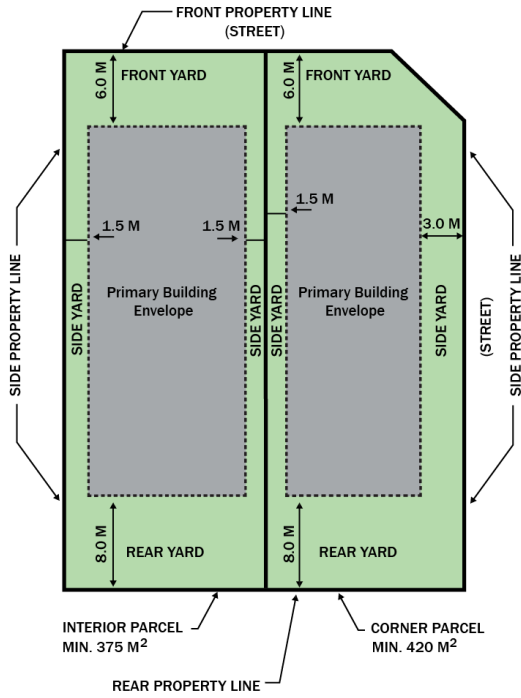 FRONT PROPERTY LINE
(STREET)
6.0 M
FRONT YARD
6.0 M
FRONT YARD
1.5 M
1.5 M
1.5 M
3.0 M
SIDE PROPERTY LINE
SIDE YARD
Primary Building
Envelope
SIDE YARD
SIDE YARD
Primary Building
Envelope
SIDE YARD
(STREET)
SIDE PROPERTY LINE
8.0 M
REAR YARD
8.0 M
REAR YARD
INTERIOR PARCEL
MIN. 375 M²
CORNER PARCEL
MIN. 420 M²
REAR PROPERTY LINE